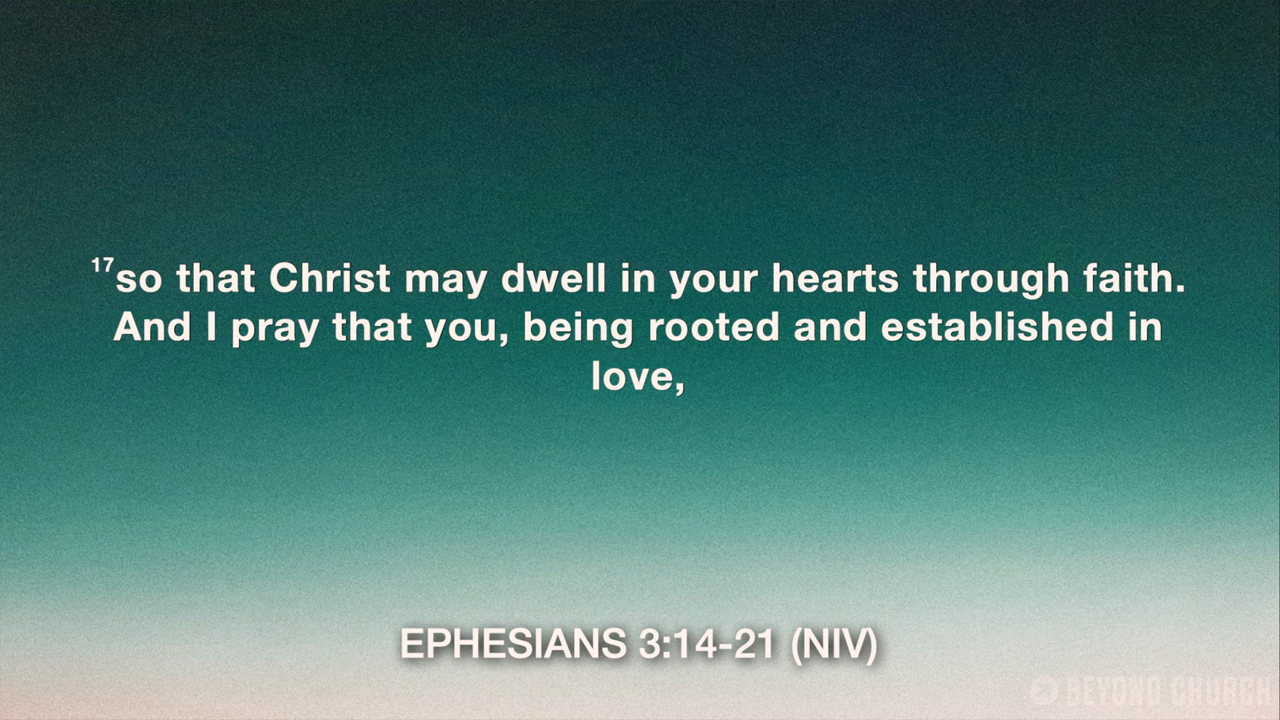 17so that Christ may dwell in your hearts through faith.
And I pray that you, being rooted and established in
love,
EPHESIANS 3:14-21 (NIV)
BEYOND CHURCH